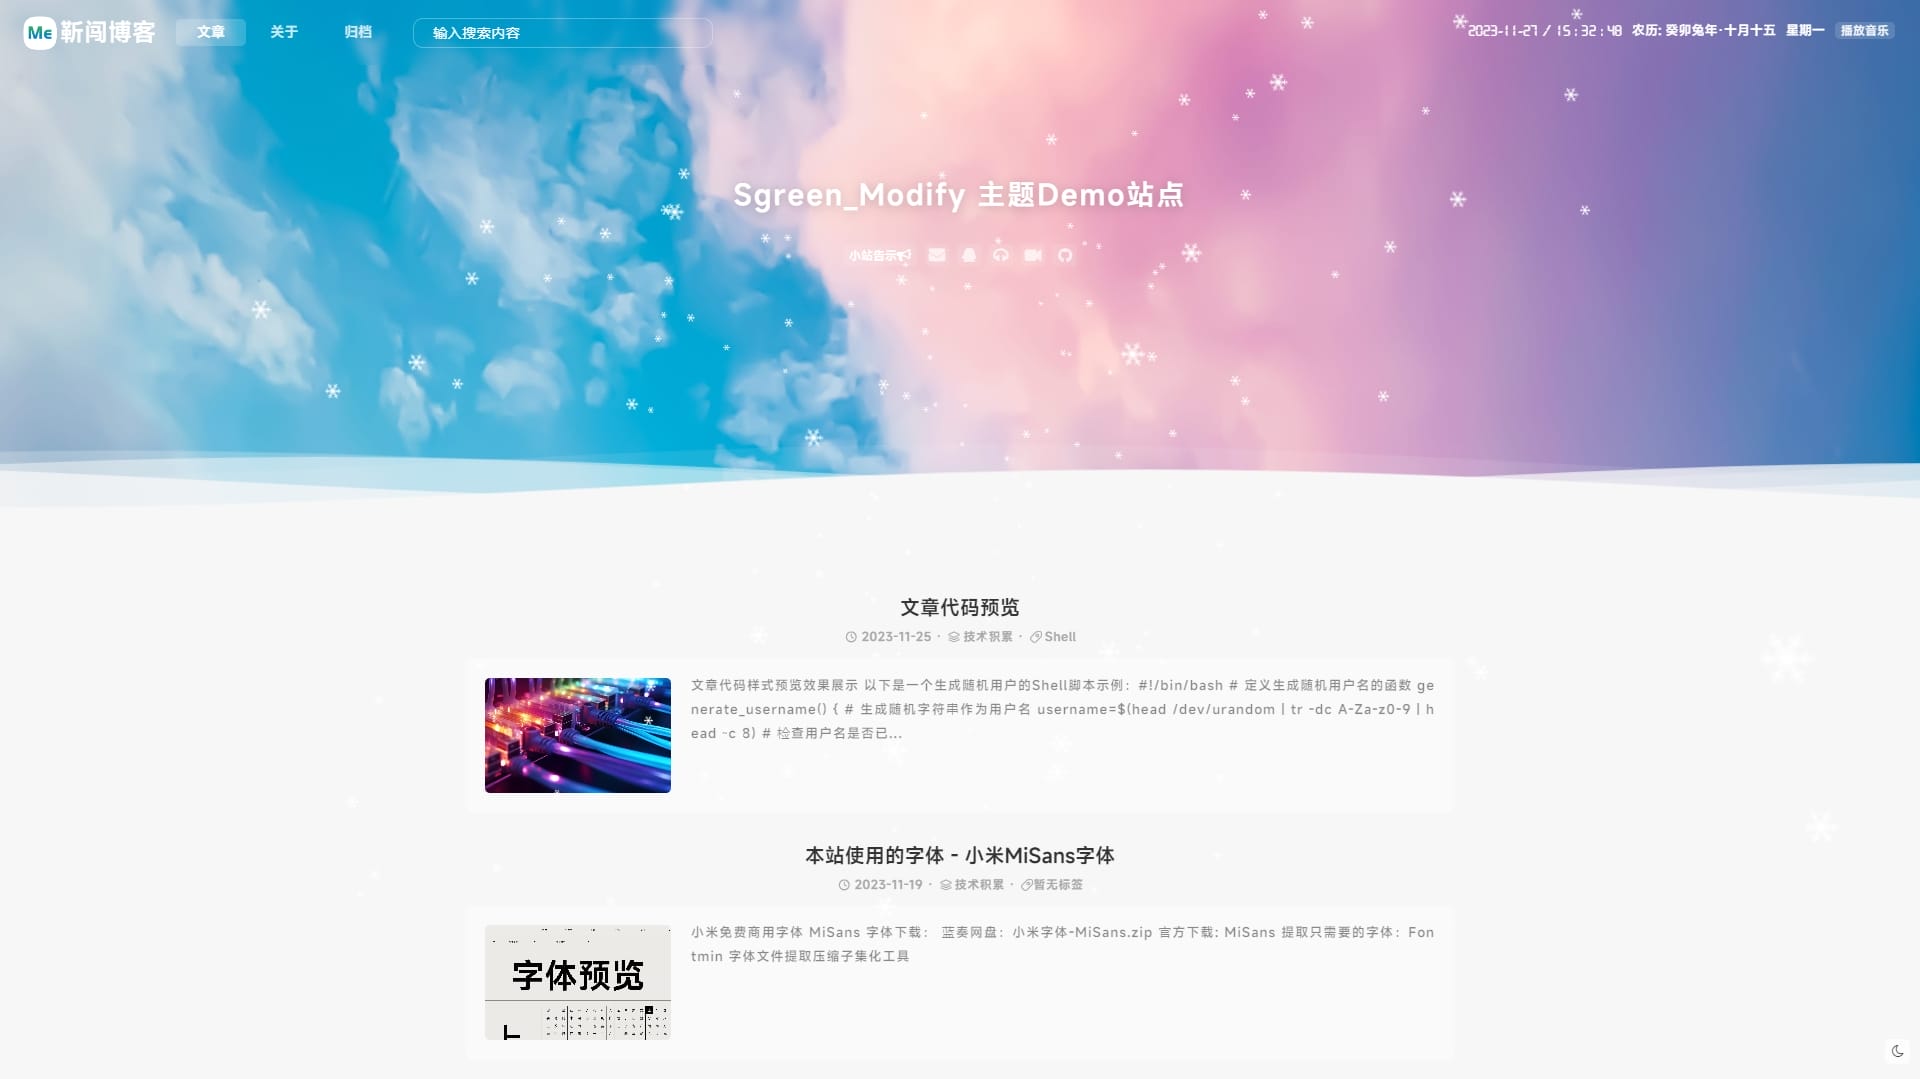 Me 新闻博客 文章 关于 归档 输入搜索内容 2023-11-27 / 15:32:48 农历: 癸卯兔年·十月十五 星期一 播放音乐
Sgreen_Modify 主题Demo站点
小站告示
文章代码预览
2023-11-25 · 技术积累 · Shell
文章代码样式预览效果展示 以下是一个生成随机用户的Shell脚本示例：#!/bin/bash # 定义生成随机用户名的函数 ge
nerate_username() { # 生成随机字符串作为用户名 username=$(head /dev/urandom | tr -dc A-Za-z0-9 | h
ead -c 8) # 检查用户名是否已...
本站使用的字体 - 小米MiSans字体
2023-11-19 · 技术积累 · 暂无标签
小米免费商用字体 MiSans 字体下载： 蓝奏网盘：小米字体-MiSans.zip 官方下载: MiSans 提取只需要的字体：Fon
tmin 字体文件提取压缩子集化工具
字体预览